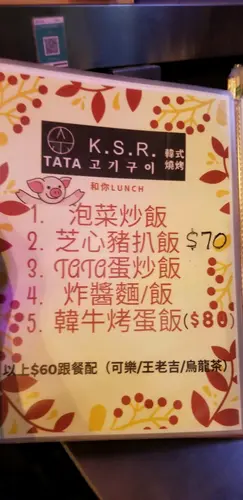 K.S.R. 韓式
TATA 고기구이 燒烤
和你LUNCH
1. 泡菜炒飯
2. 芝心豬扒飯 $70
3. TATA蛋炒飯
4. 炸醬麵/飯
5. 韓牛烤蛋飯($80)
以上$60跟餐配（可樂/王老吉/烏龍茶）